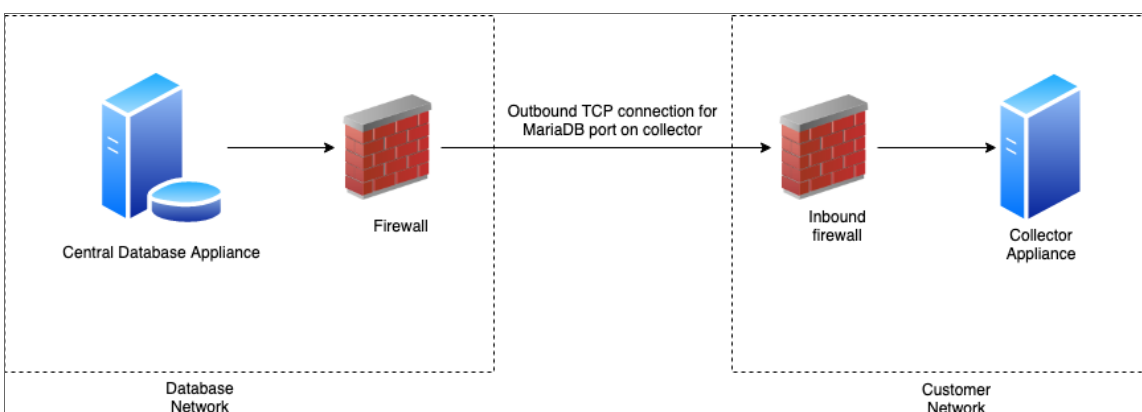 Outbound TCP connection for
MariaDB port on collector
Central Database Appliance
Firewall
Inbound
firewall
Collector
Appliance
Database
Network
Customer
Network